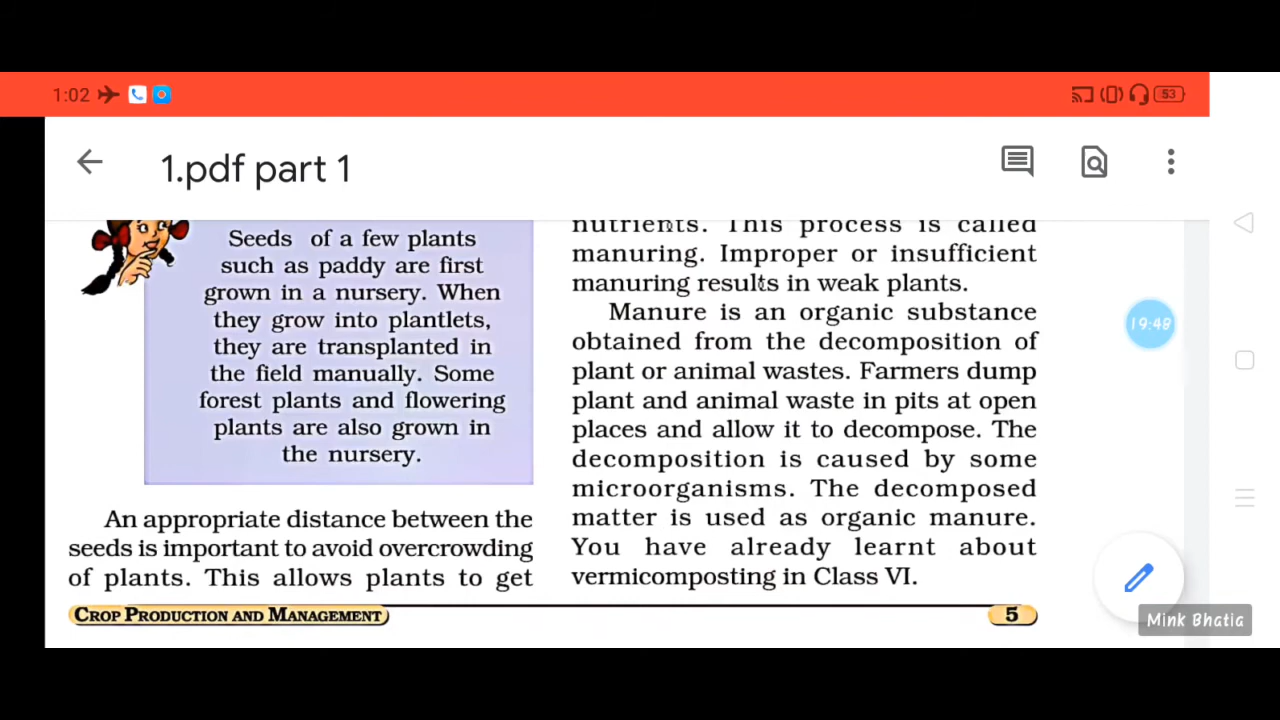 1:02
53
1.pdf part 1
Seeds of a few plants
such as paddy are first
grown in a nursery. When
they grow into plantlets,
they are transplanted in
the field manually. Some
forest plants and flowering
plants are also grown in
the nursery.
An appropriate distance between the
seeds is important to avoid overcrowding
of plants. This allows plants to get
nutrients. This process is called
manuring. Improper or insufficient
manuring results in weak plants.
Manure is an organic substance
obtained from the decomposition of
plant or animal wastes. Farmers dump
plant and animal waste in pits at open
places and allow it to decompose. The
decomposition is caused by some
microorganisms. The decomposed
matter is used as organic manure.
You have already learnt about
vermicomposting in Class VI.
CROP PRODUCTION AND MANAGEMENT
5
19:48
Mink Bhatia